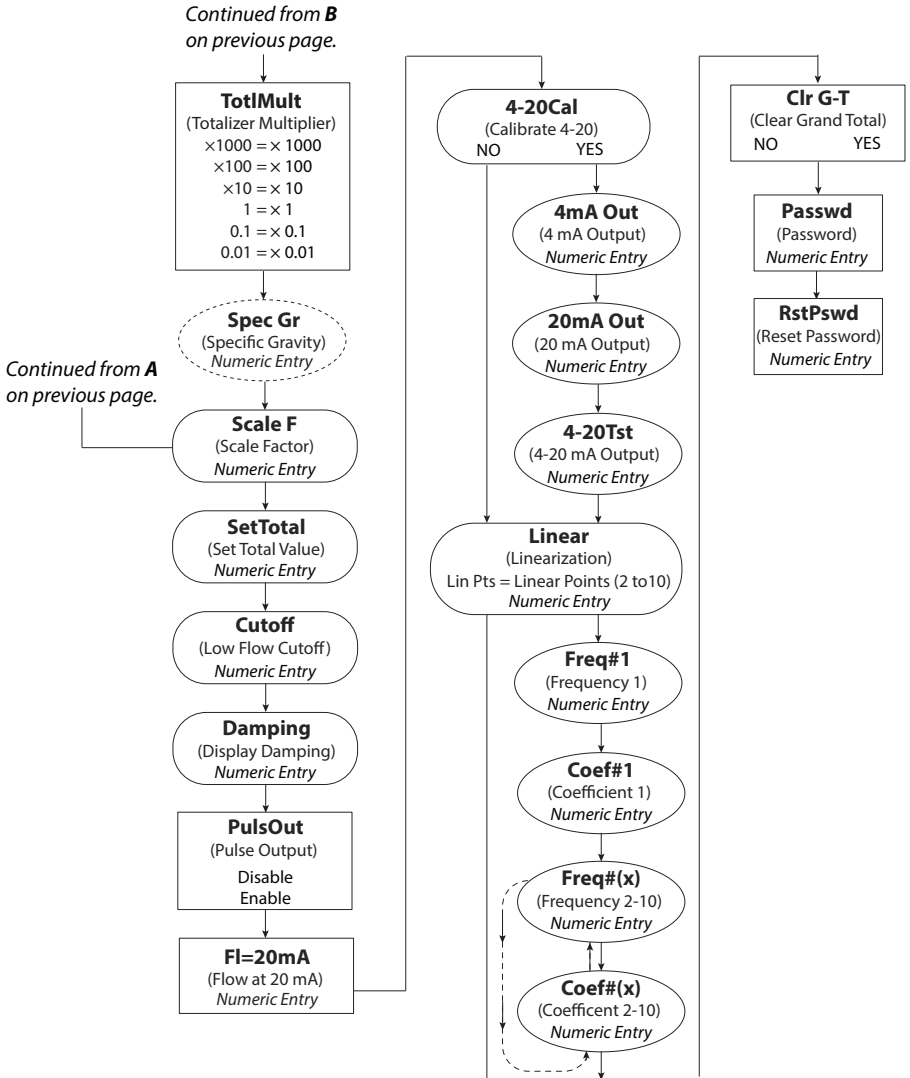 Continued from B
on previous page.
TotlMult
(Totalizer Multiplier)
×1000 = × 1000
×100 = × 100
×10 = × 10
1 = × 1
0.1 = × 0.1
0.01 = × 0.01
Spec Gr
(Specific Gravity)
Numeric Entry
Continued from A
on previous page.
Scale F
(Scale Factor)
Numeric Entry
SetTotal
(Set Total Value)
Numeric Entry
Cutoff
(Low Flow Cutoff)
Numeric Entry
Damping
(Display Damping)
Numeric Entry
PulsOut
(Pulse Output)
Disable
Enable
Fl=20mA
(Flow at 20 mA)
Numeric Entry
4-20Cal
(Calibrate 4-20)
NO YES
4mA Out
(4 mA Output)
Numeric Entry
20mA Out
(20 mA Output)
Numeric Entry
4-20Tst
(4-20 mA Output)
Numeric Entry
Linear
(Linearization)
Lin Pts = Linear Points (2 to10)
Numeric Entry
Freq#1
(Frequency 1)
Numeric Entry
Coef#1
(Coefficient 1)
Numeric Entry
Freq#(x)
(Frequency 2-10)
Numeric Entry
Coef#(x)
(Coefficent 2-10)
Numeric Entry
Clr G-T
(Clear Grand Total)
NO YES
Passwd
(Password)
Numeric Entry
RstPswd
(Reset Password)
Numeric Entry